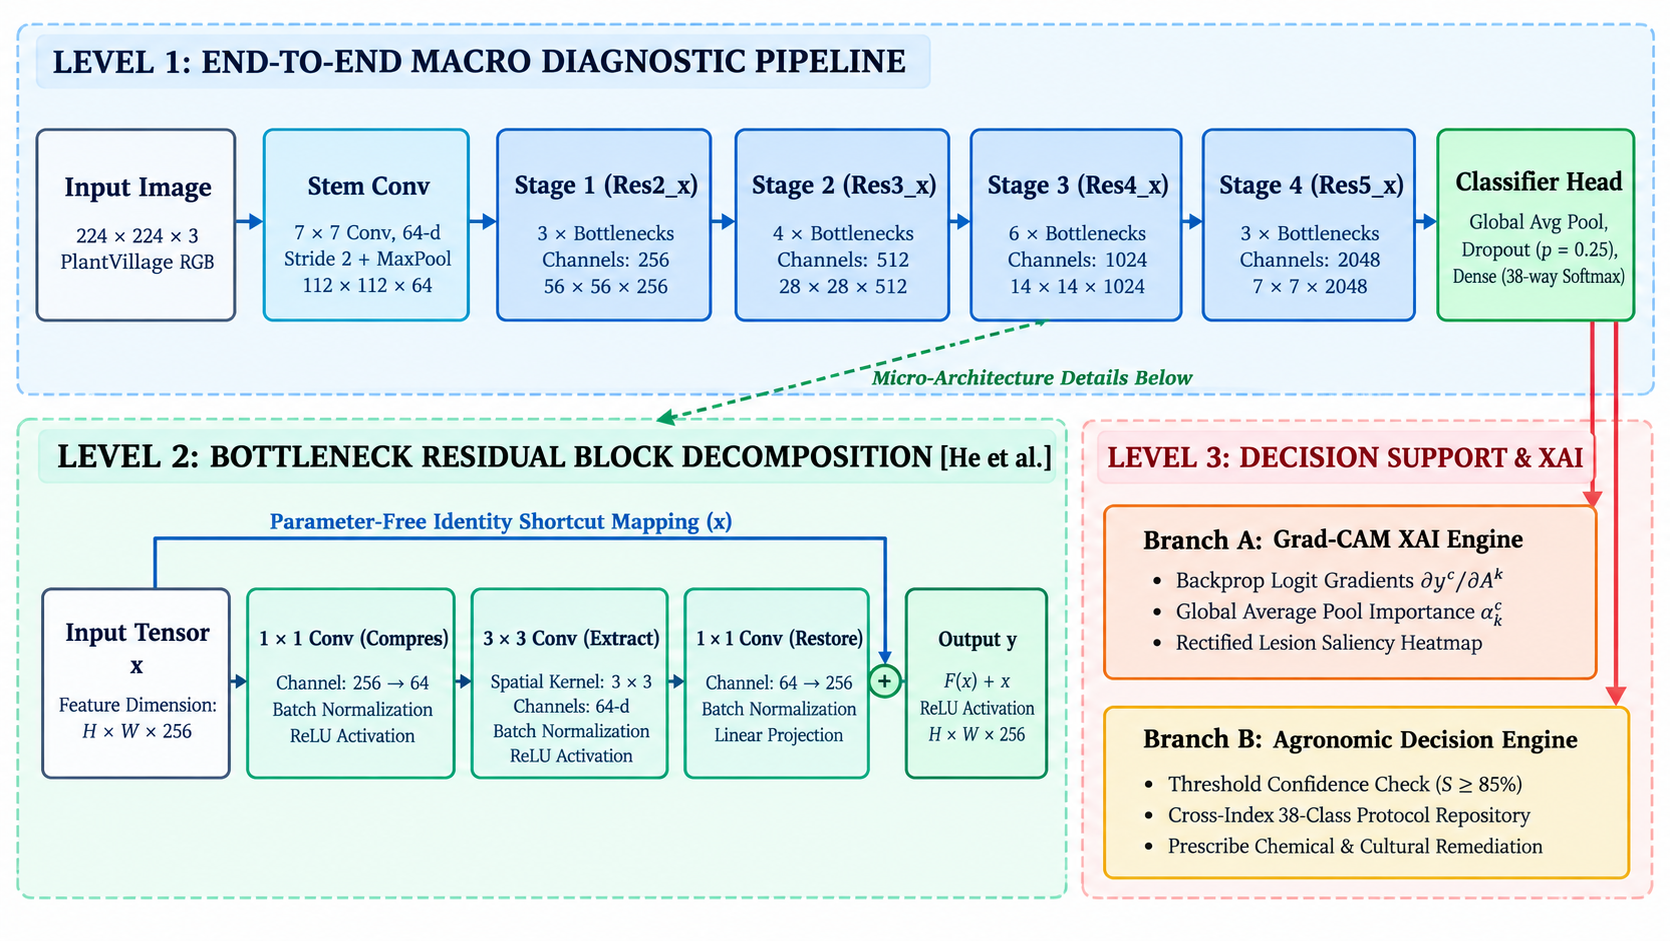 LEVEL 1: END-TO-END MACRO DIAGNOSTIC PIPELINE
Input Image
224 × 224 × 3
PlantVillage RGB
Stem Conv
7 × 7 Conv, 64-d
Stride 2 + MaxPool
112 × 112 × 64
Stage 1 (Res2_x)
3 × Bottlenecks
Channels: 256
56 × 56 × 256
Stage 2 (Res3_x)
4 × Bottlenecks
Channels: 512
28 × 28 × 512
Stage 3 (Res4_x)
6 × Bottlenecks
Channels: 1024
14 × 14 × 1024
Stage 4 (Res5_x)
3 × Bottlenecks
Channels: 2048
7 × 7 × 2048
Classifier Head
Global Avg Pool,
Dropout (p = 0.25),
Dense (38-way Softmax)
Micro-Architecture Details Below
LEVEL 2: BOTTLENECK RESIDUAL BLOCK DECOMPOSITION [He et al.]
Parameter-Free Identity Shortcut Mapping (x)
Input Tensor
x
Feature Dimension:
H × W × 256
1 × 1 Conv (Compres)
Channel: 256 → 64
Batch Normalization
ReLU Activation
3 × 3 Conv (Extract)
Spatial Kernel: 3 × 3
Channels: 64-d
Batch Normalization
ReLU Activation
1 × 1 Conv (Restore)
Channel: 64 → 256
Batch Normalization
Linear Projection
+
Output y
F(x) + x
ReLU Activation
H × W × 256
LEVEL 3: DECISION SUPPORT & XAI
Branch A: Grad-CAM XAI Engine
• Backprop Logit Gradients ∂y^c/∂A^k
• Global Average Pool Importance α_k^c
• Rectified Lesion Saliency Heatmap
Branch B: Agronomic Decision Engine
• Threshold Confidence Check (S ≥ 85%)
• Cross-Index 38-Class Protocol Repository
• Prescribe Chemical & Cultural Remediation